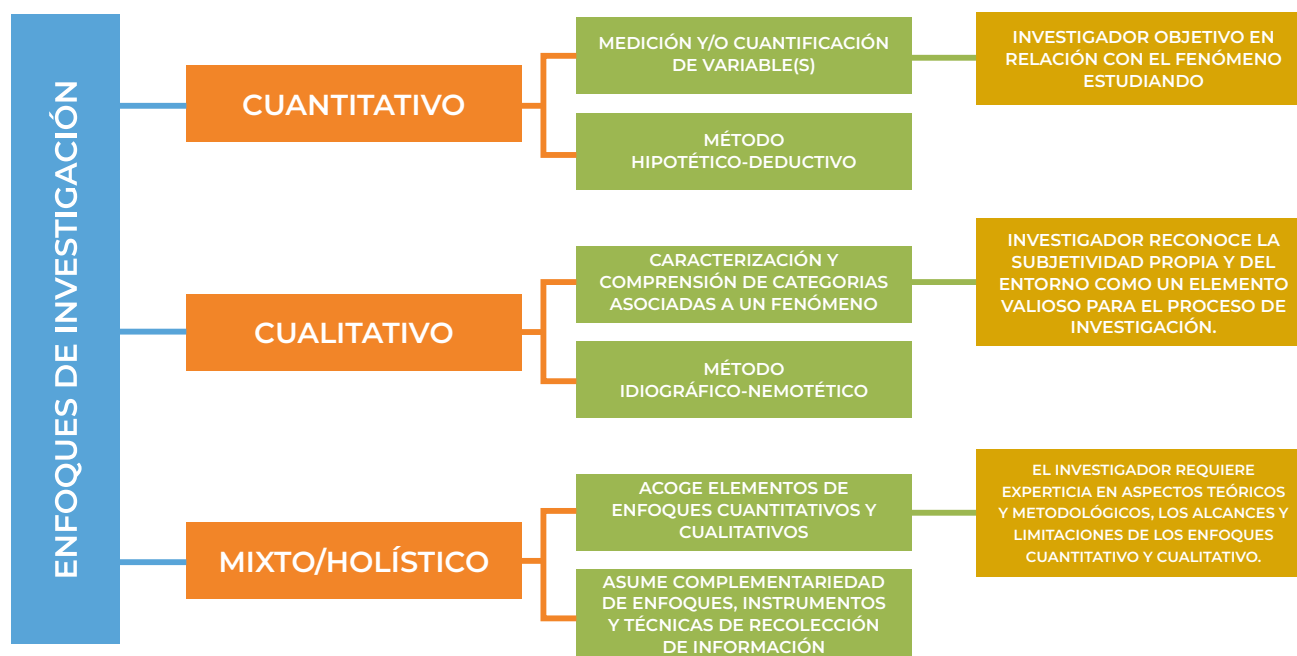 ENFOQUES DE INVESTIGACIÓN
CUANTITATIVO
MEDICIÓN Y/O CUANTIFICACIÓN
DE VARIABLE(S)
INVESTIGADOR OBJETIVO EN
RELACIÓN CON EL FENÓMENO
ESTUDIANDO
MÉTODO
HIPOTÉTICO-DEDUCTIVO
CUALITATIVO
CARACTERIZACIÓN Y
COMPRENSIÓN DE CATEGORIAS
ASOCIADAS A UN FENÓMENO
INVESTIGADOR RECONOCE LA
SUBJETIVIDAD PROPIA Y DEL
ENTORNO COMO UN ELEMENTO
VALIOSO PARA EL PROCESO DE
INVESTIGACIÓN.
MÉTODO
IDIOGRÁFICO-NEMOTÉTICO
MIXTO/HOLÍSTICO
ACOGE ELEMENTOS DE
ENFOQUES CUANTITATIVOS Y
CUALITATIVOS
EL INVESTIGADOR REQUIERE
EXPERTICIA EN ASPECTOS TEÓRICOS
Y METODOLÓGICOS, LOS ALCANCES Y
LIMITACIONES DE LOS ENFOQUES
CUANTITATIVO Y CUALITATIVO.
ASUME COMPLEMENTARIEDAD
DE ENFOQUES, INSTRUMENTOS
Y TÉCNICAS DE RECOLECCIÓN
DE INFORMACIÓN